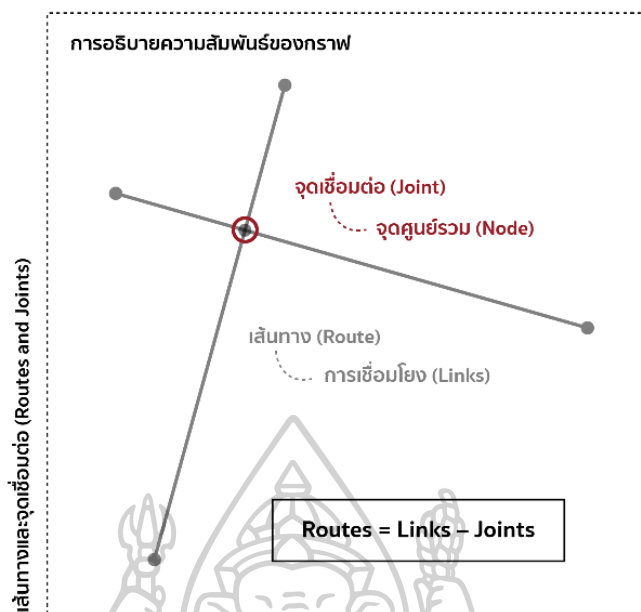 การอธิบายความสัมพันธ์ของกราฟ
จุดเชื่อมต่อ (Joint)
จุดศูนย์รวม (Node)
เส้นทาง (Route)
การเชื่อมโยง (Links)
Routes = Links – Joints
เส้นทางและจุดเชื่อมต่อ (Routes and Joints)